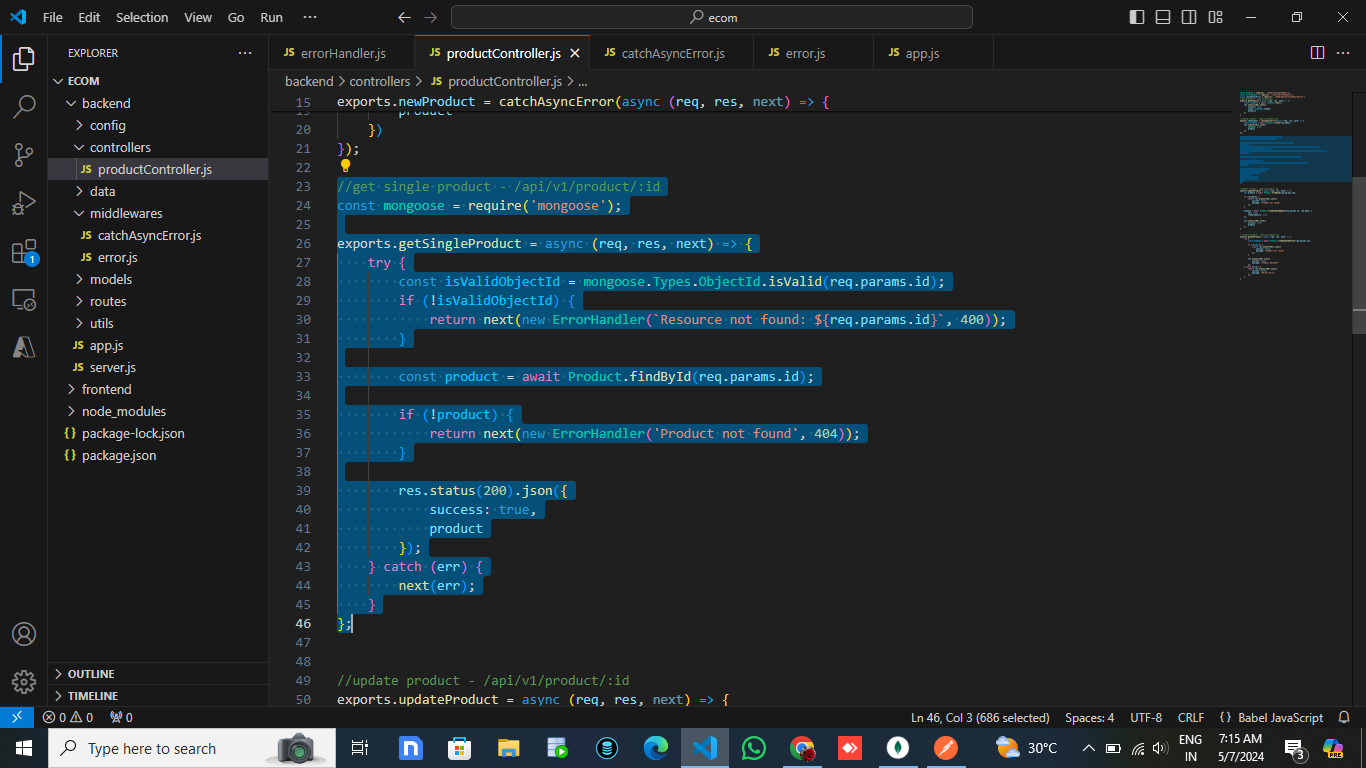 File Edit Selection View Go Run ··· ecom
EXPLORER ···
ECOM
backend
config
controllers
JS productController.js
data
middlewares
JS catchAsyncError.js
JS error.js
models
routes
utils
JS app.js
JS server.js
frontend
node_modules
{} package-lock.json
{} package.json
OUTLINE
TIMELINE
1
JS errorHandler.js JS productController.js JS catchAsyncError.js JS error.js JS app.js ···
backend > controllers > JS productController.js > ...
15 exports.newProduct = catchAsyncError(async (req, res, next) => {
19 product
20 })
21 });
22
23 //get single product - /api/v1/product/:id
24 const mongoose = require('mongoose');
25
26 exports.getSingleProduct = async (req, res, next) => {
27 try {
28 const isValidObjectId = mongoose.Types.ObjectId.isValid(req.params.id);
29 if (!isValidObjectId) {
30 return next(new ErrorHandler(`Resource not found: ${req.params.id}`, 400));
31 }
32
33 const product = await Product.findById(req.params.id);
34
35 if (!product) {
36 return next(new ErrorHandler('Product not found', 404));
37 }
38
39 res.status(200).json({
40 success: true,
41 product
42 });
43 } catch (err) {
44 next(err);
45 }
46 };
47
48
49 //update product - /api/v1/product/:id
50 exports.updateProduct = async (req, res, next) => {
0 0 0 Ln 46, Col 3 (686 selected) Spaces: 4 UTF-8 CRLF {} Babel JavaScript
Type here to search 30°C ENG IN 7:15 AM 5/7/2024 3 PRE